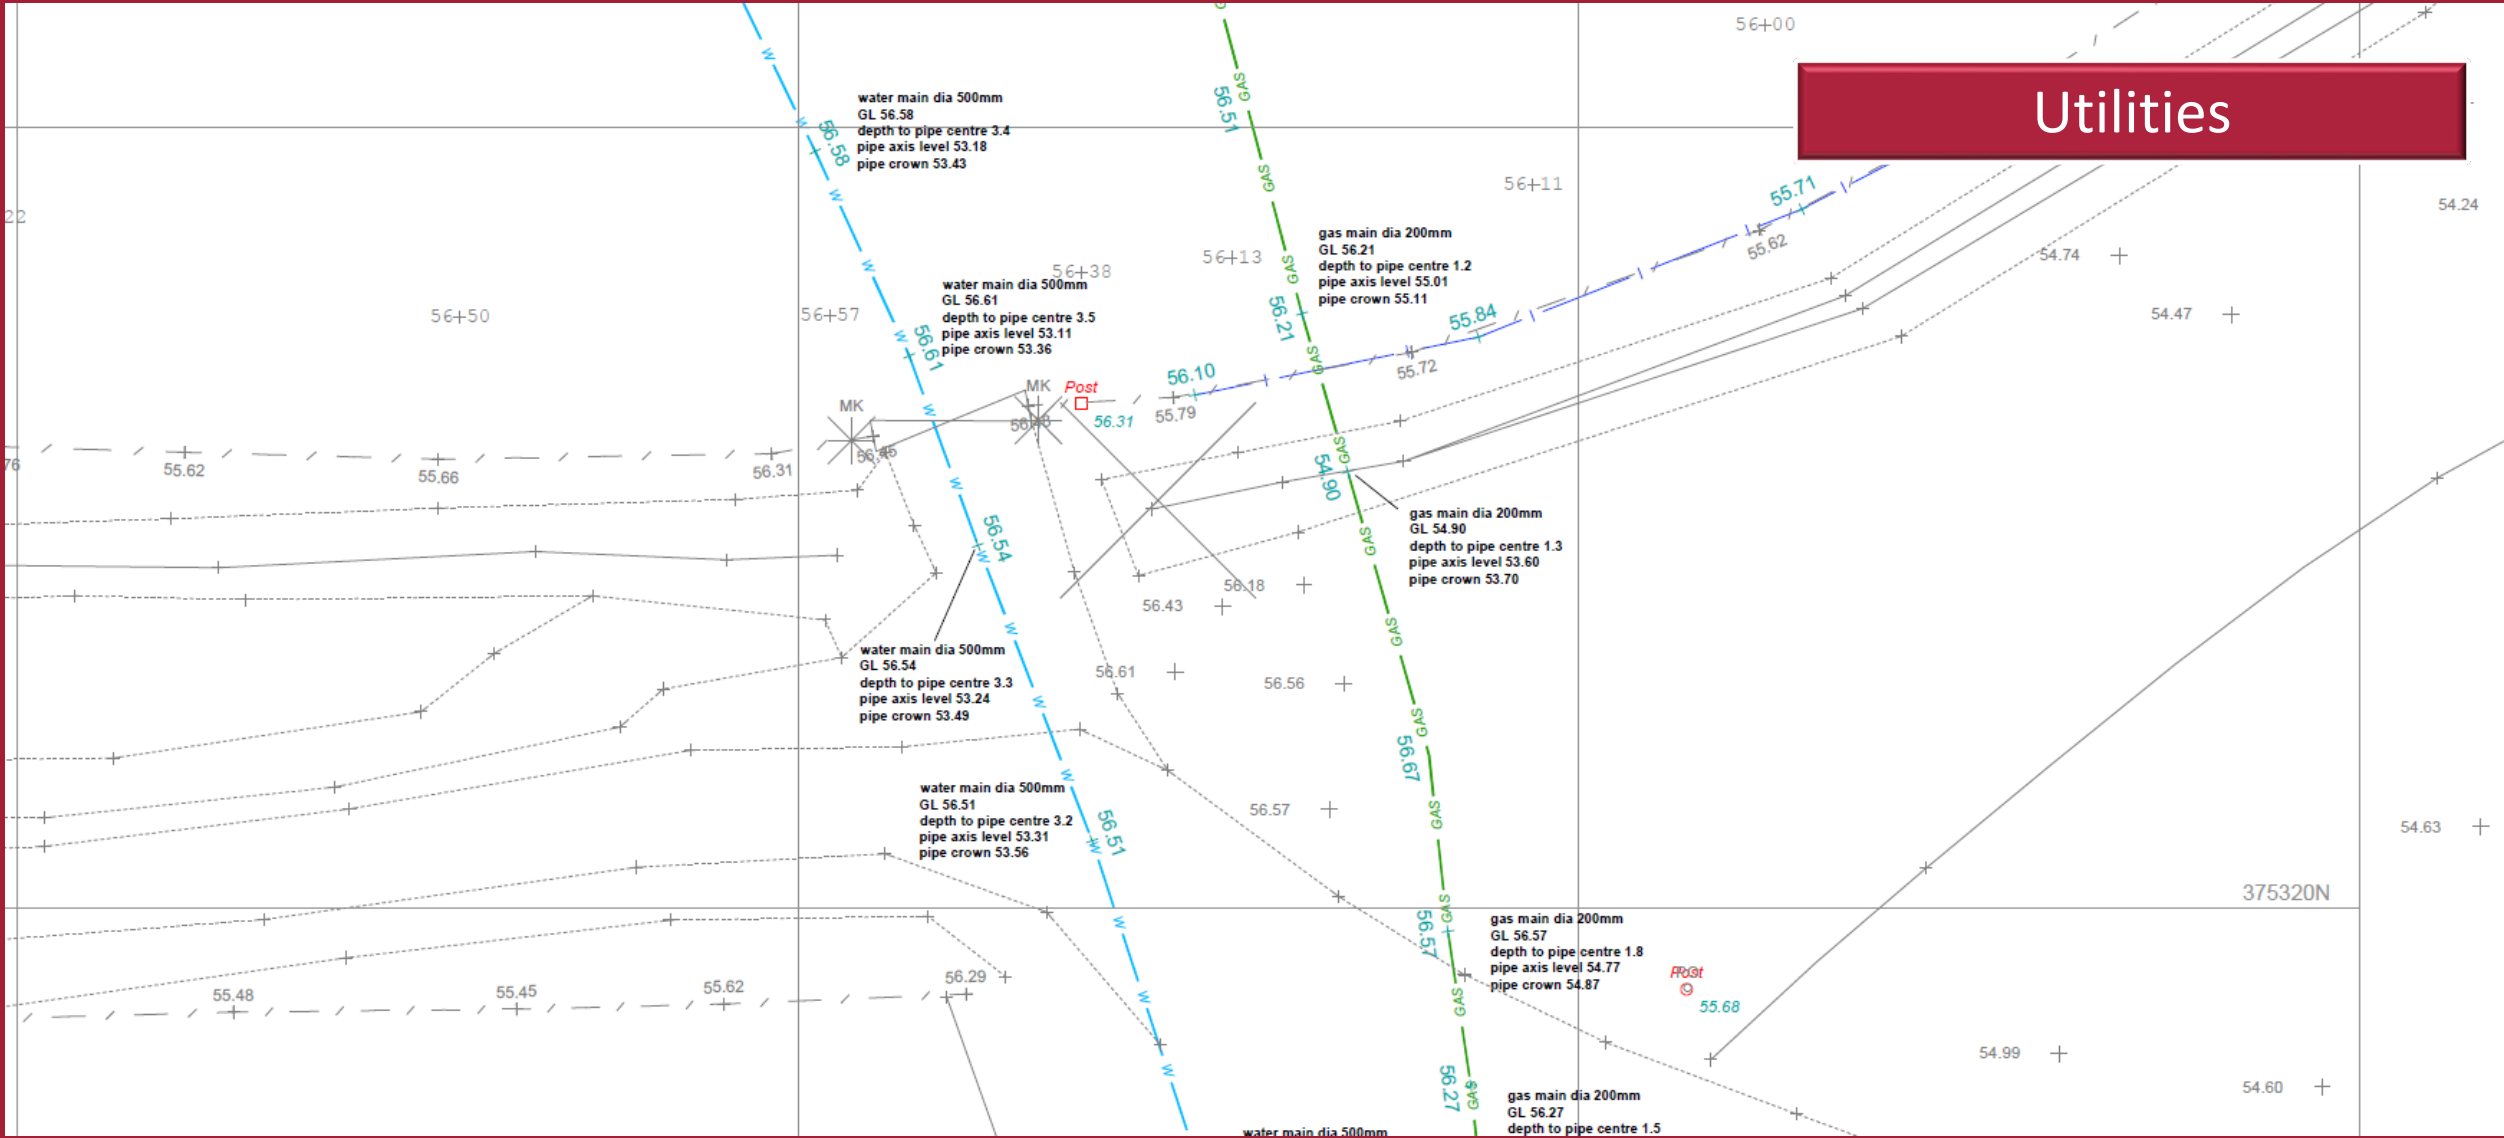 56+00
Utilities
water main dia 500mm
GL 56.58
depth to pipe centre 3.4
pipe axis level 53.18
pipe crown 53.43
56.58
GAS
56.51
W
22
56+11
55.71
54.24
gas main dia 200mm
GL 56.21
depth to pipe centre 1.2
pipe axis level 55.01
pipe crown 55.11
56+13
56+38
55.62
54.74
water main dia 500mm
GL 56.61
depth to pipe centre 3.5
pipe axis level 53.11
pipe crown 53.36
56+50
56+57
56.61
56.21
55.84
54.47
MK
MK
Post
56.10
55.72
56.31
55.79
76
55.62
55.66
56.31
54.90
gas main dia 200mm
GL 54.90
depth to pipe centre 1.3
pipe axis level 53.60
pipe crown 53.70
56.54
56.18
56.43
water main dia 500mm
GL 56.54
depth to pipe centre 3.3
pipe axis level 53.24
pipe crown 53.49
56.61
56.56
56.67
water main dia 500mm
GL 56.51
depth to pipe centre 3.2
pipe axis level 53.31
pipe crown 53.56
56.51
56.57
54.63
375320N
gas main dia 200mm
GL 56.57
depth to pipe centre 1.8
pipe axis level 54.77
pipe crown 54.87
56.57
Post
55.68
55.48
55.45
55.62
56.29
54.99
54.60
56.27
gas main dia 200mm
GL 56.27
depth to pipe centre 1.5
water main dia 500mm